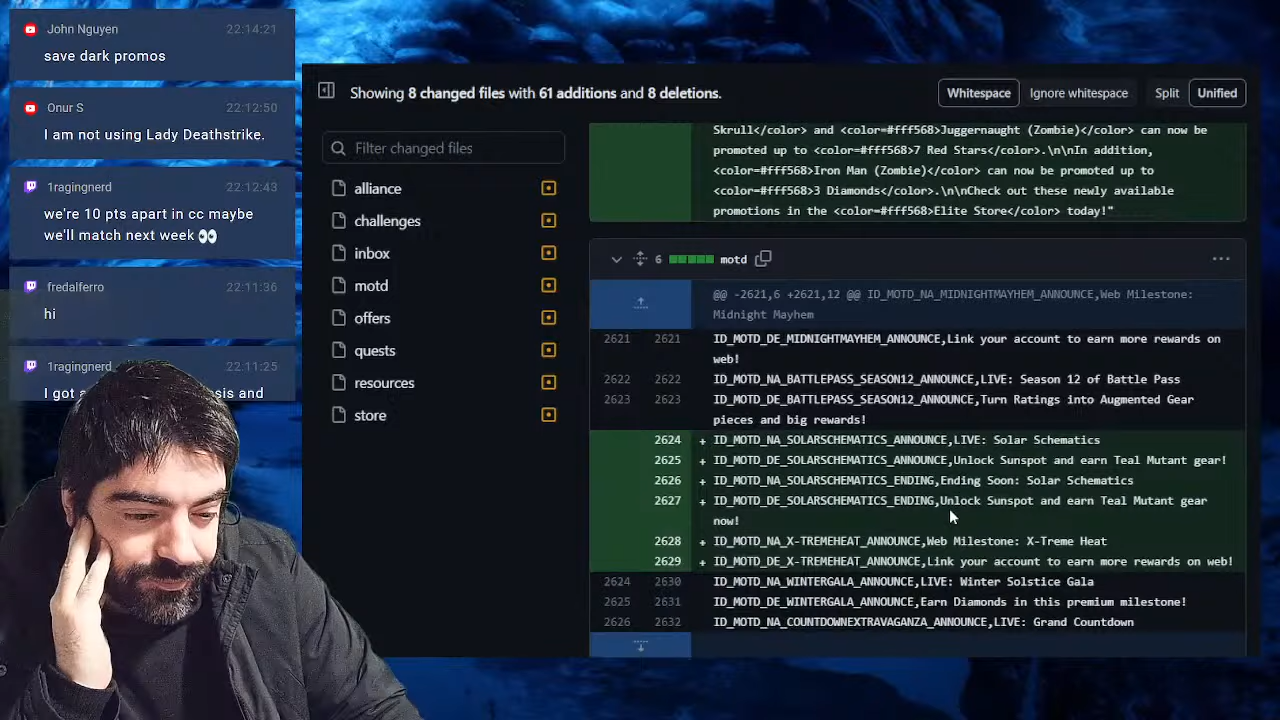 John Nguyen 22:14:21
save dark promos
Onur S 22:12:50
I am not using Lady Deathstrike.
1ragingnerd 22:12:43
we're 10 pts apart in cc maybe
we'll match next week 👀
fredalferro 22:11:36
hi
1ragingnerd 22:11:25
I got a sis and
Showing 8 changed files with 61 additions and 8 deletions.
Whitespace Ignore whitespace Split Unified
Filter changed files
alliance
challenges
inbox
motd
offers
quests
resources
store
Skrull</color> and <color=#fff568>Juggernaught (Zombie)</color> can now be
promoted up to <color=#fff568>7 Red Stars</color>.\n\nIn addition,
<color=#fff568>Iron Man (Zombie)</color> can now be promoted up to
<color=#fff568>3 Diamonds</color>.\n\nCheck out these newly available
promotions in the <color=#fff568>Elite Store</color> today!"
6 motd
@@ -2621,6 +2621,12 @@ ID_MOTD_NA_MIDNIGHTMAYHEM_ANNOUNCE,Web Milestone:
Midnight Mayhem
2621 2621 ID_MOTD_DE_MIDNIGHTMAYHEM_ANNOUNCE,Link your account to earn more rewards on
web!
2622 2622 ID_MOTD_NA_BATTLEPASS_SEASON12_ANNOUNCE,LIVE: Season 12 of Battle Pass
2623 2623 ID_MOTD_DE_BATTLEPASS_SEASON12_ANNOUNCE,Turn Ratings into Augmented Gear
pieces and big rewards!
2624 + ID_MOTD_NA_SOLARSCHEMATICS_ANNOUNCE,LIVE: Solar Schematics
2625 + ID_MOTD_DE_SOLARSCHEMATICS_ANNOUNCE,Unlock Sunspot and earn Teal Mutant gear!
2626 + ID_MOTD_NA_SOLARSCHEMATICS_ENDING,Ending Soon: Solar Schematics
2627 + ID_MOTD_DE_SOLARSCHEMATICS_ENDING,Unlock Sunspot and earn Teal Mutant gear
now!
2628 + ID_MOTD_NA_X-TREMEHEAT_ANNOUNCE,Web Milestone: X-Treme Heat
2629 + ID_MOTD_DE_X-TREMEHEAT_ANNOUNCE,Link your account to earn more rewards on web!
2624 2630 ID_MOTD_NA_WINTERGALA_ANNOUNCE,LIVE: Winter Solstice Gala
2625 2631 ID_MOTD_DE_WINTERGALA_ANNOUNCE,Earn Diamonds in this premium milestone!
2626 2632 ID_MOTD_NA_COUNTDOWNEXTRAVAGANZA_ANNOUNCE,LIVE: Grand Countdown